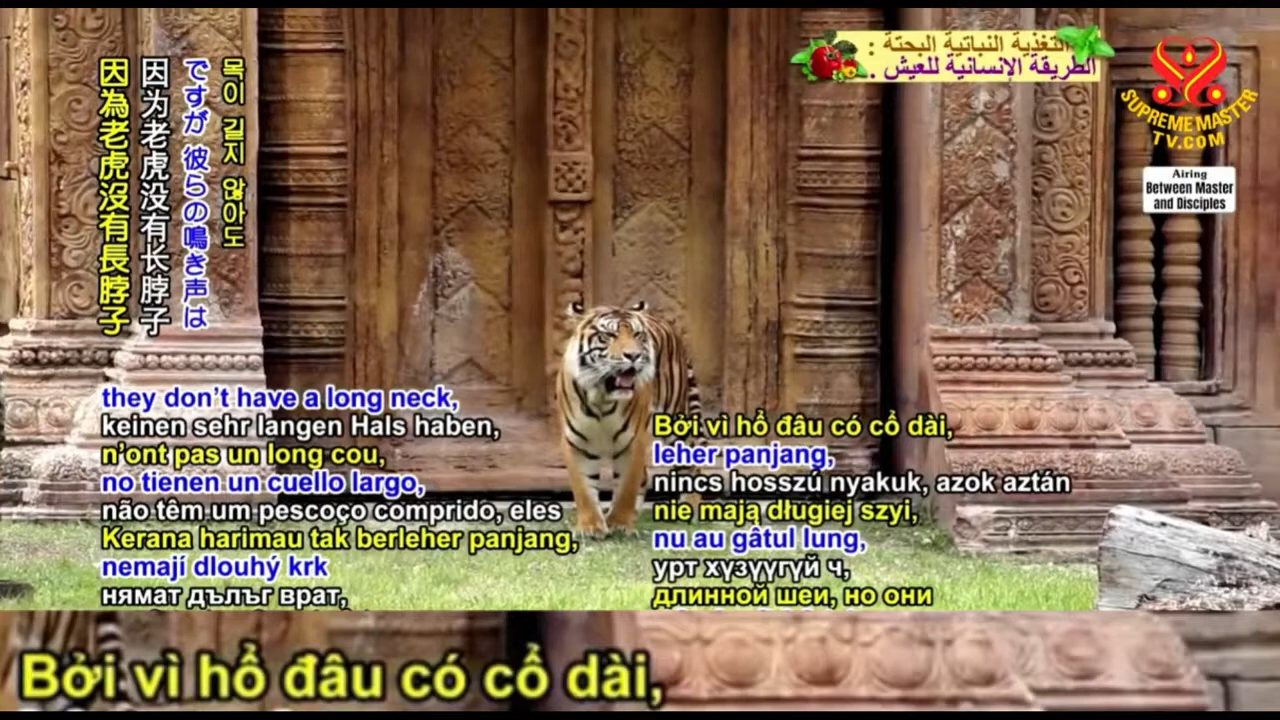 التغذية النباتية البحتة :
الطريقة الإنسانية للعيش .
SUPREME MASTER
TV.COM
Airing
Between Master
and Disciples
목이 길지 않아도
ですが 彼らの鳴き声は
因为老虎没有长脖子
因為老虎沒有長脖子
they don't have a long neck,
keinen sehr langen Hals haben,
n'ont pas un long cou,
no tienen un cuello largo,
não têm um pescoço comprido, eles
Kerana harimau tak berleher panjang,
nemají dlouhý krk
нямат дълъг врат,
Bởi vì hổ đâu có cổ dài,
leher panjang,
nincs hosszú nyakuk, azok aztán
nie mają długiej szyi,
nu au gâtul lung,
урт хүзүүгүй ч,
длинной шеи, но они
Bởi vì hổ đâu có cổ dài,